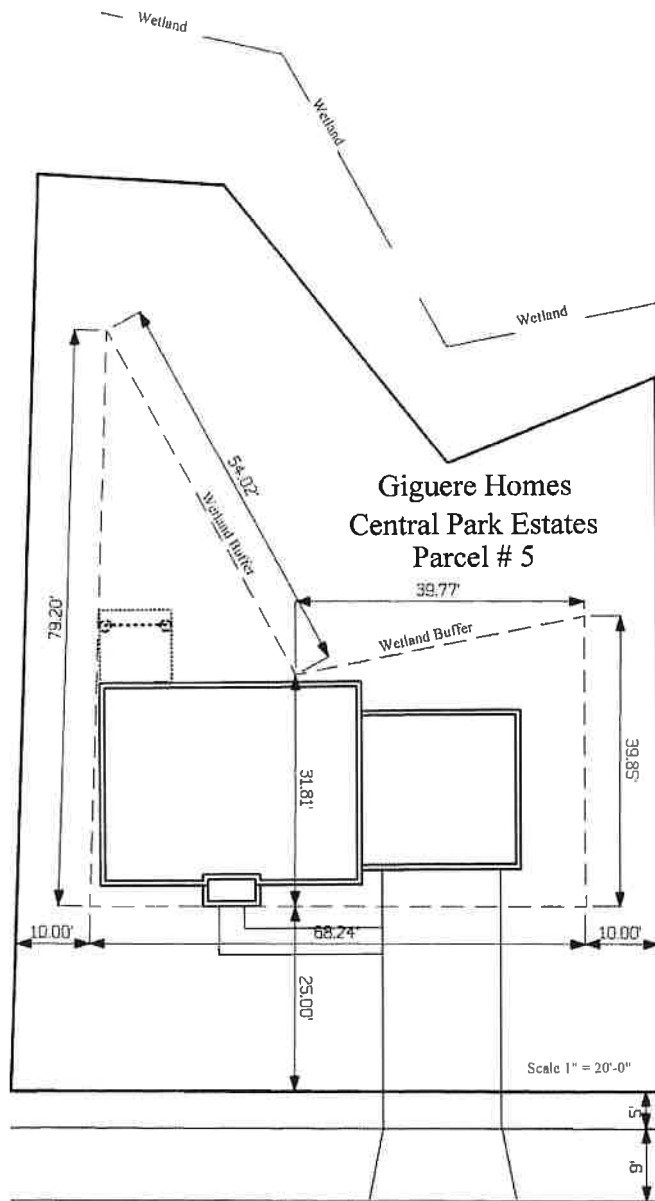 Wetland
Wetland
Wetland
54.02'
Wetland Buffer
Giguere Homes
Central Park Estates
Parcel # 5
79.20'
39.77'
Wetland Buffer
31.81'
39.85'
10.00'
68.24'
10.00'
25.00'
Scale 1" = 20'-0"
5'